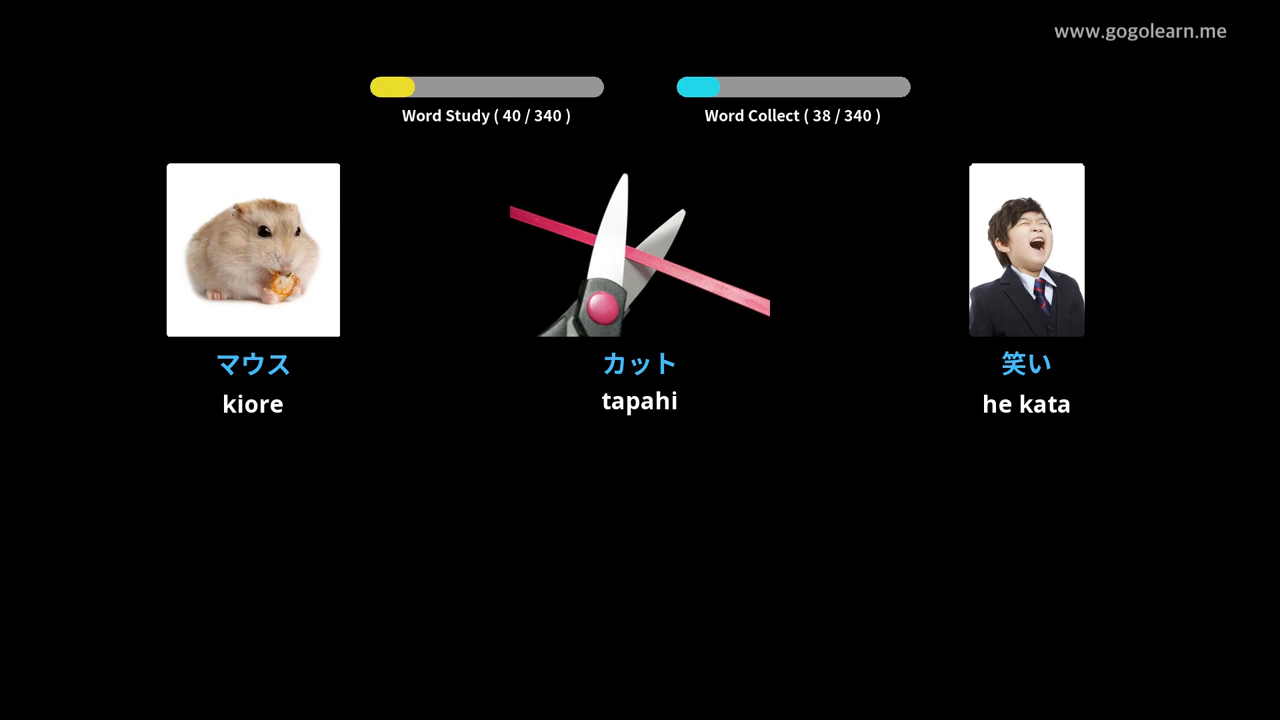 www.gogolearn.me
Word Study ( 40 / 340 )
Word Collect ( 38 / 340 )
マウス
kiore
カット
tapahi
笑い
he kata